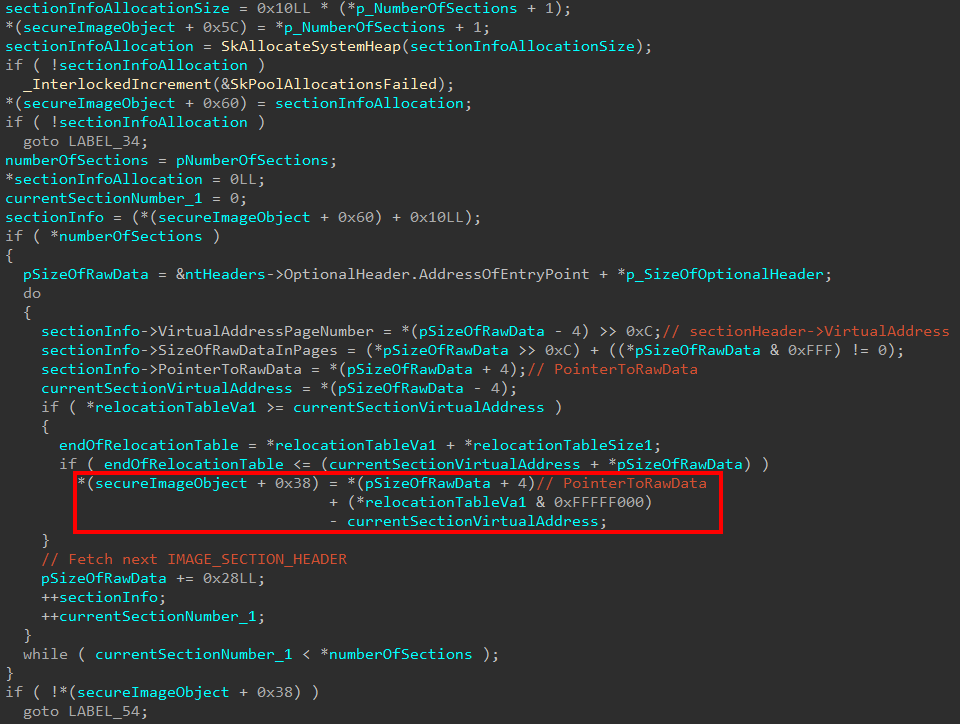 sectionInfoAllocationSize = 0x10LL * (*p_NumberOfSections + 1);
*(secureImageObject + 0x5C) = *p_NumberOfSections + 1;
sectionInfoAllocation = SkAllocateSystemHeap(sectionInfoAllocationSize);
if ( !sectionInfoAllocation )
  _InterlockedIncrement(&SkPoolAllocationsFailed);
*(secureImageObject + 0x60) = sectionInfoAllocation;
if ( !sectionInfoAllocation )
  goto LABEL_34;
numberOfSections = pNumberOfSections;
*sectionInfoAllocation = 0LL;
currentSectionNumber_1 = 0;
sectionInfo = (*(secureImageObject + 0x60) + 0x10LL);
if ( *numberOfSections )
{
  pSizeOfRawData = &ntHeaders->OptionalHeader.AddressOfEntryPoint + *p_SizeOfOptionalHeader;
  do
  {
    sectionInfo->VirtualAddressPageNumber = *(pSizeOfRawData - 4) >> 0xC;// sectionHeader->VirtualAddress
    sectionInfo->SizeOfRawDataInPages = (*pSizeOfRawData >> 0xC) + ((*pSizeOfRawData & 0xFFF) != 0);
    sectionInfo->PointerToRawData = *(pSizeOfRawData + 4);// PointerToRawData
    currentSectionVirtualAddress = *(pSizeOfRawData - 4);
    if ( *relocationTableVa1 >= currentSectionVirtualAddress )
    {
      endOfRelocationTable = *relocationTableVa1 + *relocationTableSize1;
      if ( endOfRelocationTable <= (currentSectionVirtualAddress + *pSizeOfRawData) )
        *(secureImageObject + 0x38) = *(pSizeOfRawData + 4)// PointerToRawData
                                    + (*relocationTableVa1 & 0xFFFFF000)
                                    - currentSectionVirtualAddress;
    }
    // Fetch next IMAGE_SECTION_HEADER
    pSizeOfRawData += 0x28LL;
    ++sectionInfo;
    ++currentSectionNumber_1;
  }
  while ( currentSectionNumber_1 < *numberOfSections );
}
if ( !*(secureImageObject + 0x38) )
  goto LABEL_54;